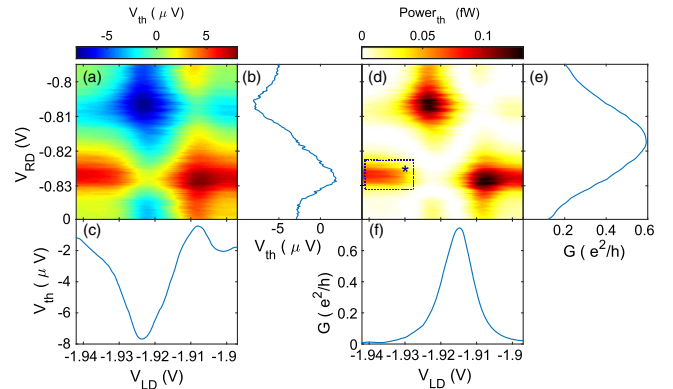 V_th ( μ V)
-5 0 5
Power_th (fW)
0 0.05 0.1
(a)
(b)
(d)
(e)
V_RD (V)
-0.8
-0.81
-0.82
-0.83
0
*
-5 0
V_th ( μ V)
0.2 0.4 0.6
G ( e²/h)
(c)
(f)
V_th ( μ V)
-2
-4
-6
-8
G ( e²/h)
0.6
0.4
0.2
0
-1.94 -1.93 -1.92 -1.91 -1.9
V_LD (V)
-1.94 -1.93 -1.92 -1.91 -1.9
V_LD (V)